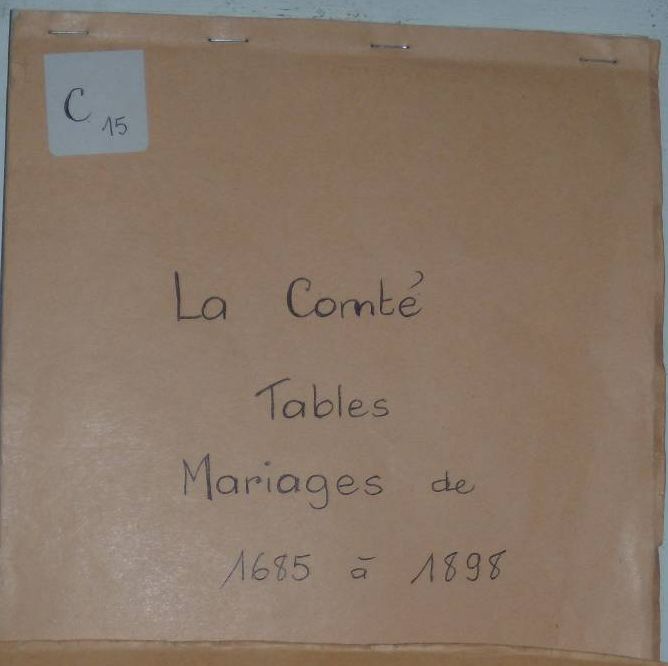 C 15
La Comté
Tables
Mariages de
1685 à 1898